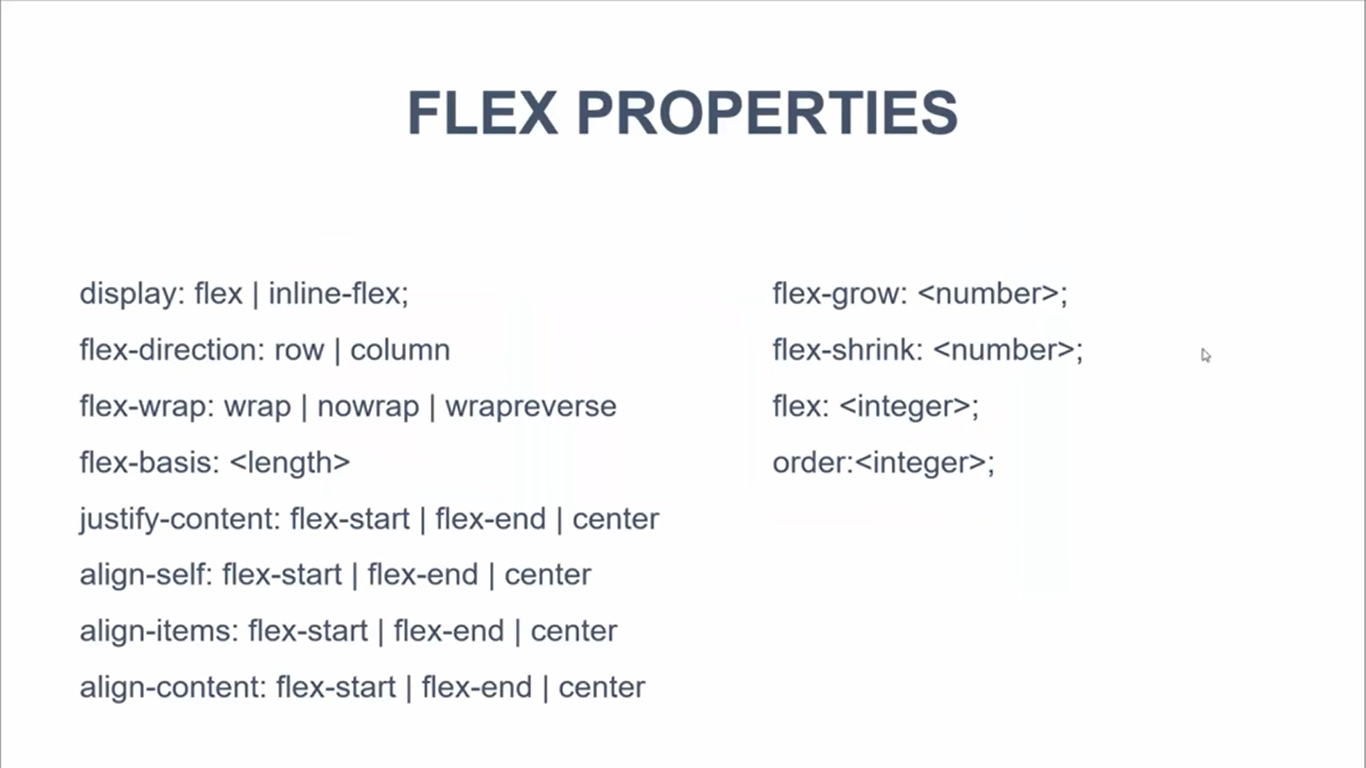 FLEX PROPERTIES
display: flex | inline-flex;
flex-direction: row | column
flex-wrap: wrap | nowrap | wrapreverse
flex-basis: <length>
justify-content: flex-start | flex-end | center
align-self: flex-start | flex-end | center
align-items: flex-start | flex-end | center
align-content: flex-start | flex-end | center
flex-grow: <number>;
flex-shrink: <number>;
flex: <integer>;
order:<integer>;